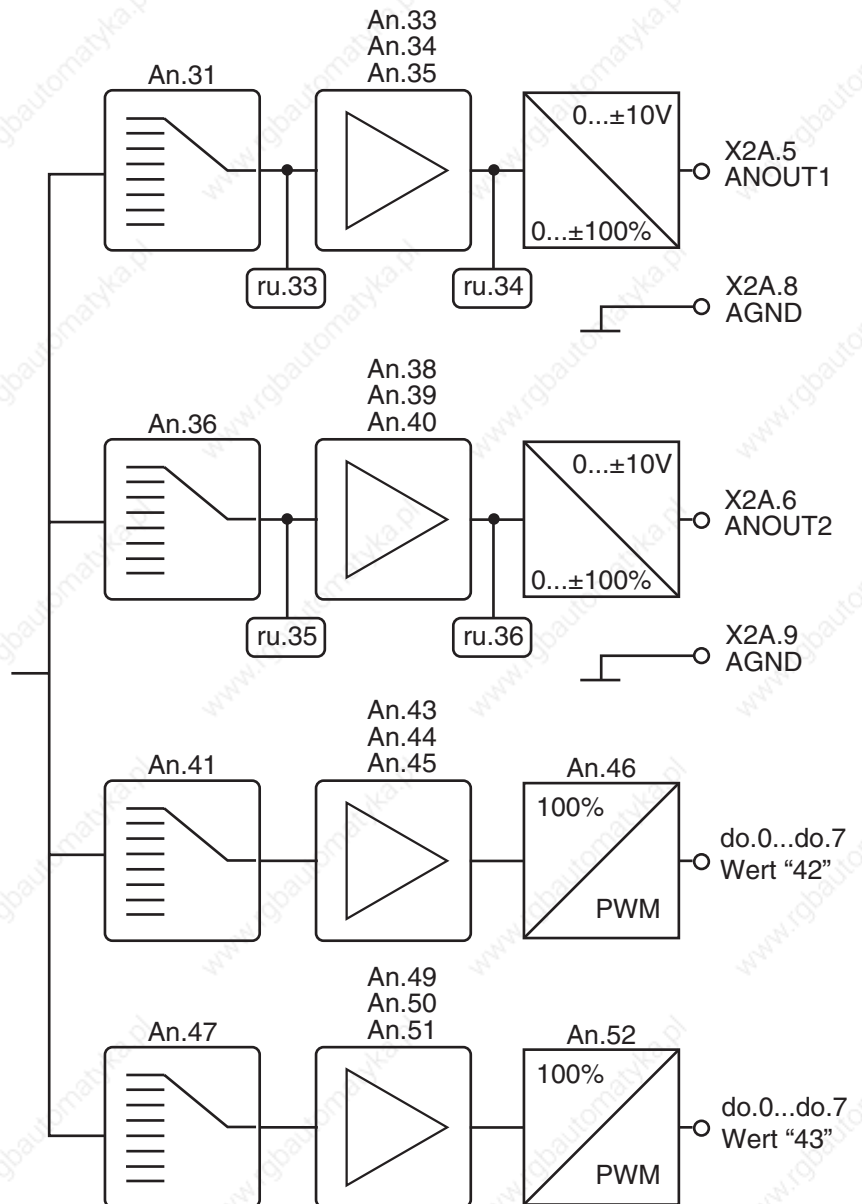 An.33
An.34
An.35
An.31
0...±10V
0...±100%
X2A.5
ANOUT1
ru.33
ru.34
X2A.8
AGND
An.38
An.39
An.40
An.36
0...±10V
0...±100%
X2A.6
ANOUT2
ru.35
ru.36
X2A.9
AGND
An.43
An.44
An.45
An.41
An.46
100%
PWM
do.0...do.7
Wert “42”
An.49
An.50
An.51
An.47
An.52
100%
PWM
do.0...do.7
Wert “43”
www.rgbautomatyka.pl